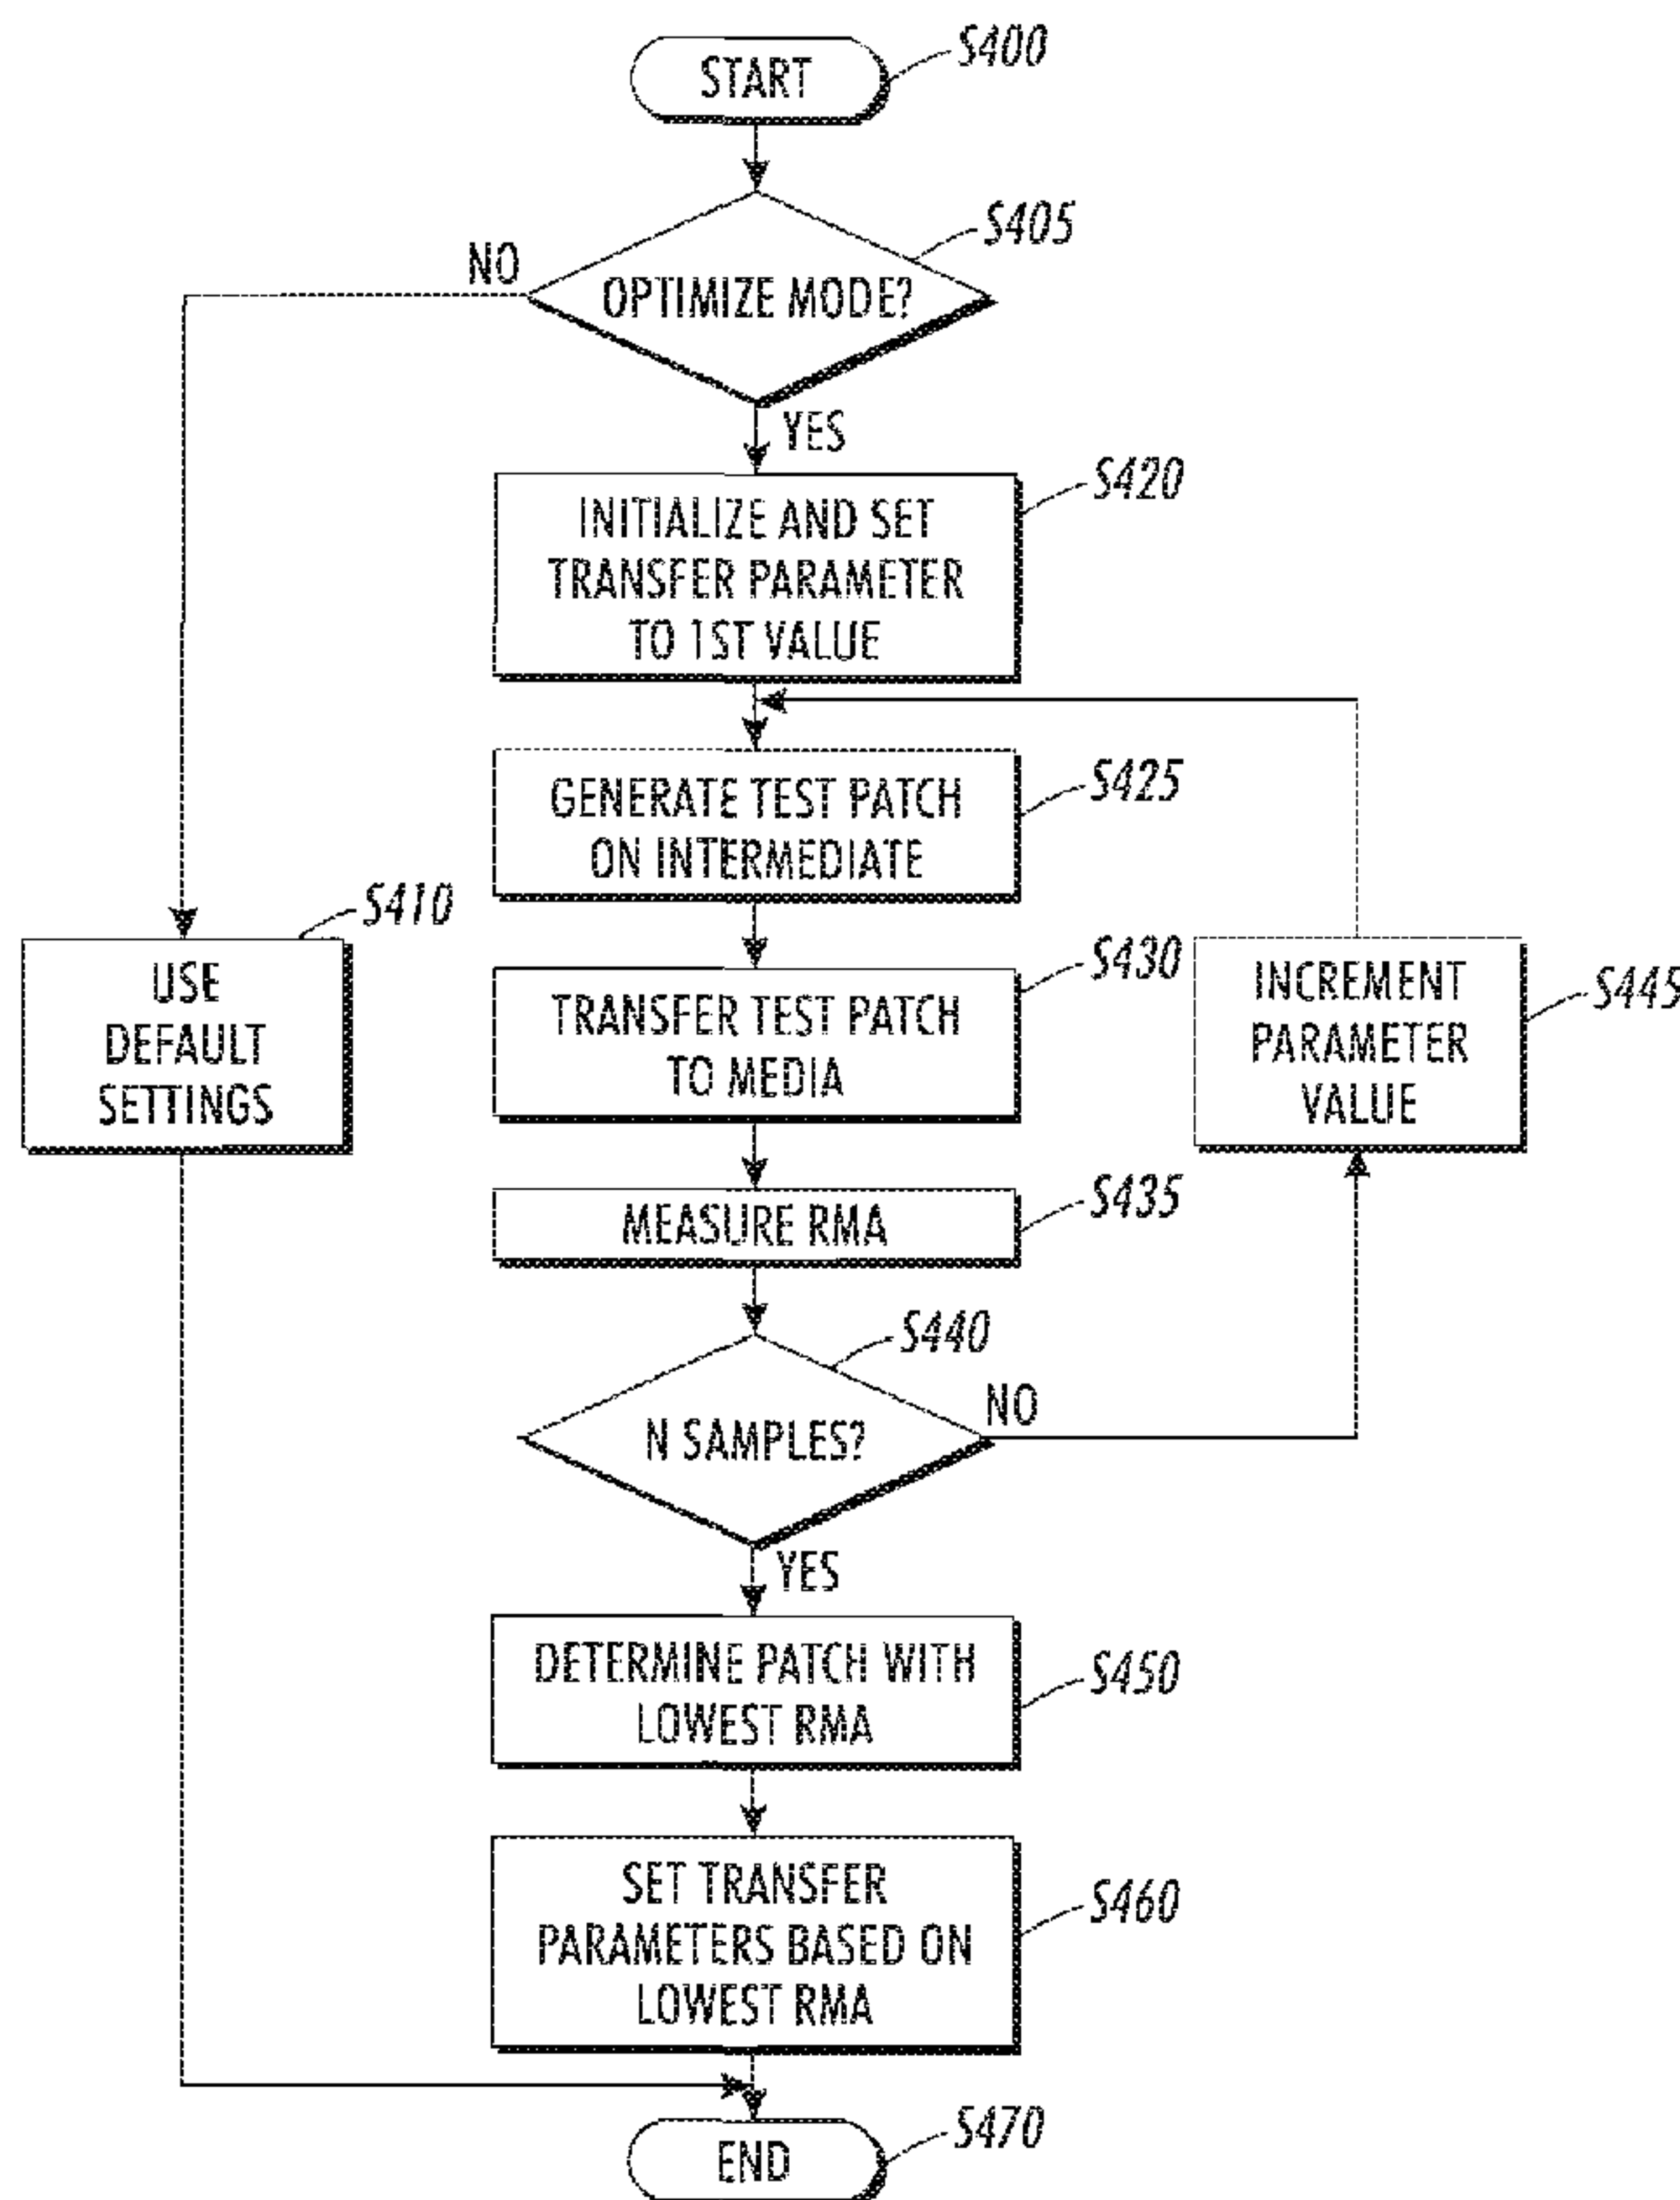 START
S400
OPTIMIZE MODE?
S405
NO
YES
INITIALIZE AND SET
TRANSFER PARAMETER
TO 1ST VALUE
S420
GENERATE TEST PATCH
ON INTERMEDIATE
S425
USE
DEFAULT
SETTINGS
S410
TRANSFER TEST PATCH
TO MEDIA
S430
INCREMENT
PARAMETER
VALUE
S445
MEASURE RMA
S435
N SAMPLES?
S440
NO
YES
DETERMINE PATCH WITH
LOWEST RMA
S450
SET TRANSFER
PARAMETERS BASED ON
LOWEST RMA
S460
END
S470